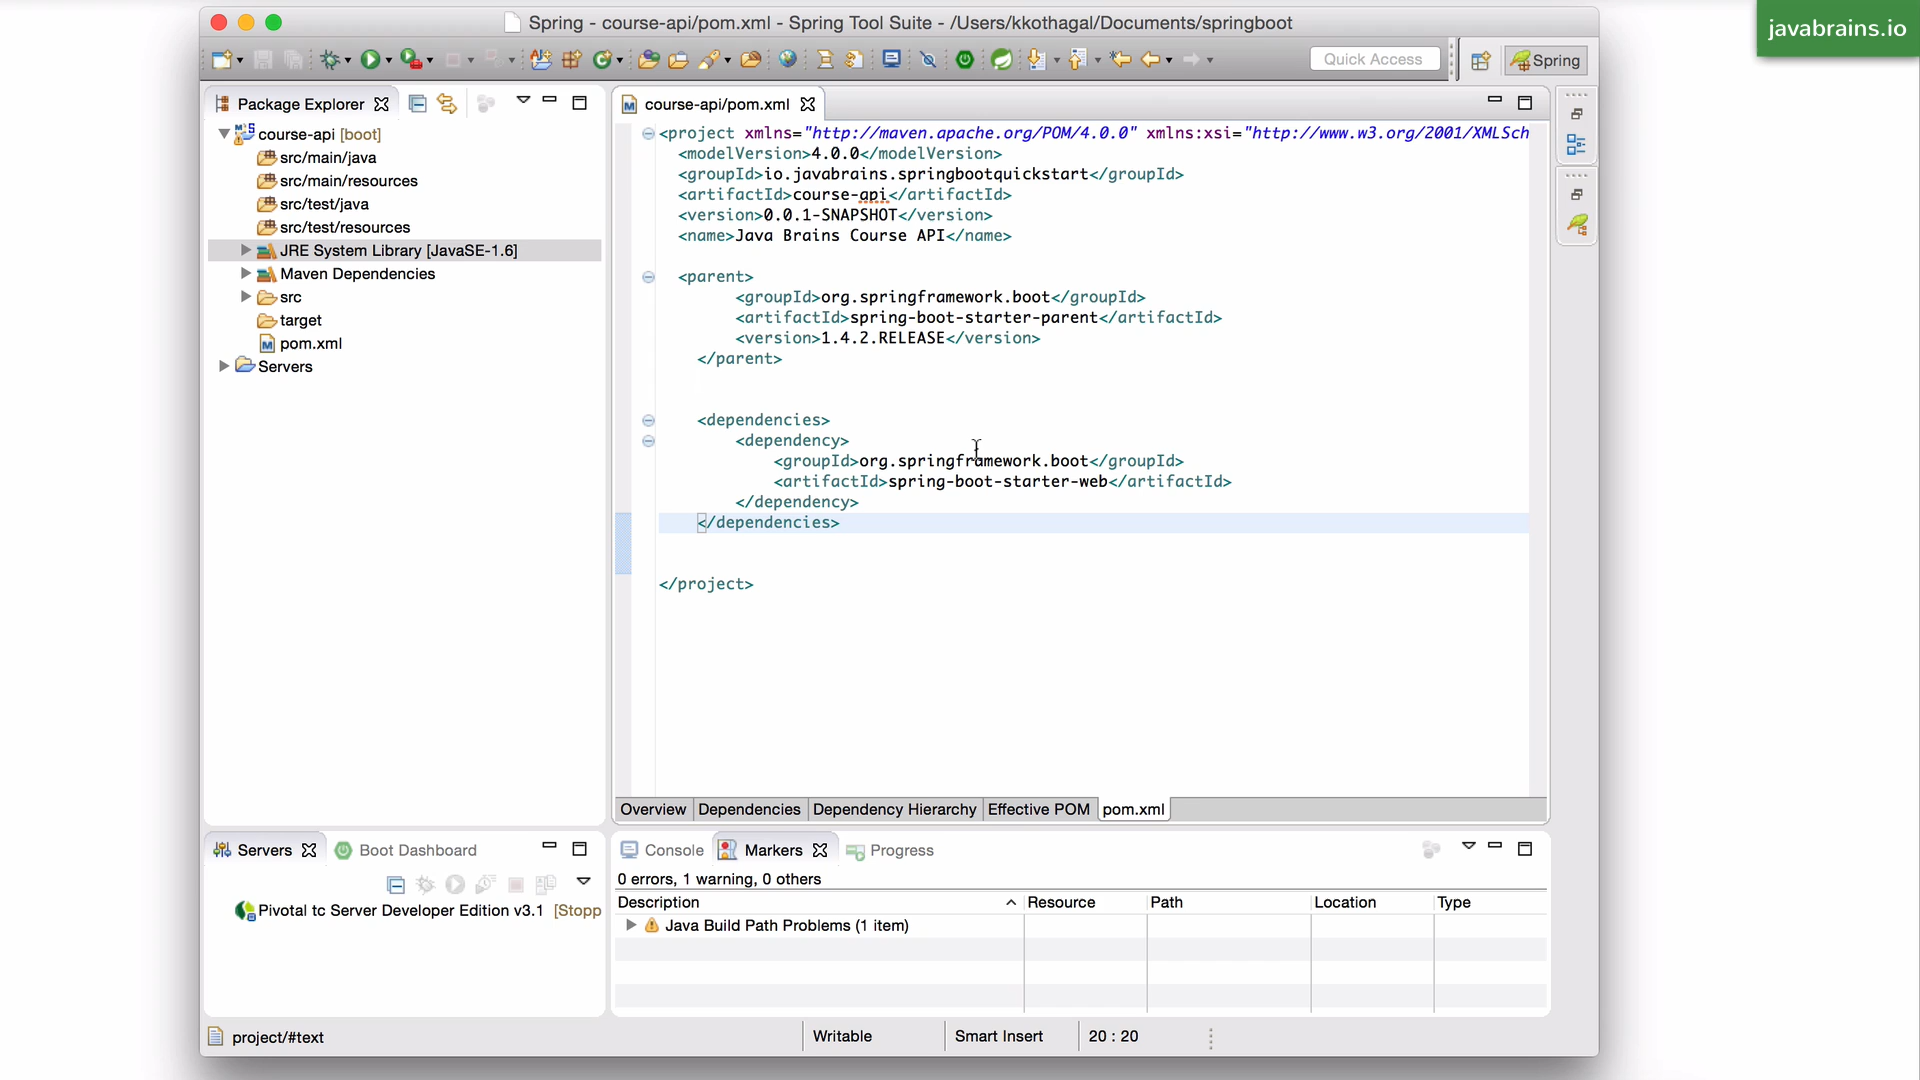 javabrains.io
Spring - course-api/pom.xml - Spring Tool Suite - /Users/kkothagal/Documents/springboot
Quick Access
Spring
Package Explorer
course-api [boot]
src/main/java
src/main/resources
src/test/java
src/test/resources
JRE System Library [JavaSE-1.6]
Maven Dependencies
src
target
pom.xml
Servers
course-api/pom.xml
<project xmlns="http://maven.apache.org/POM/4.0.0" xmlns:xsi="http://www.w3.org/2001/XMLSch
<modelVersion>4.0.0</modelVersion>
<groupId>io.javabrains.springbootquickstart</groupId>
<artifactId>course-api</artifactId>
<version>0.0.1-SNAPSHOT</version>
<name>Java Brains Course API</name>
<parent>
<groupId>org.springframework.boot</groupId>
<artifactId>spring-boot-starter-parent</artifactId>
<version>1.4.2.RELEASE</version>
</parent>
<dependencies>
<dependency>
<groupId>org.springframework.boot</groupId>
<artifactId>spring-boot-starter-web</artifactId>
</dependency>
</dependencies>
</project>
Overview Dependencies Dependency Hierarchy Effective POM pom.xml
Servers Boot Dashboard
Pivotal tc Server Developer Edition v3.1 [Stopp
Console Markers Progress
0 errors, 1 warning, 0 others
Description Resource Path Location Type
Java Build Path Problems (1 item)
project/#text Writable Smart Insert 20 : 20